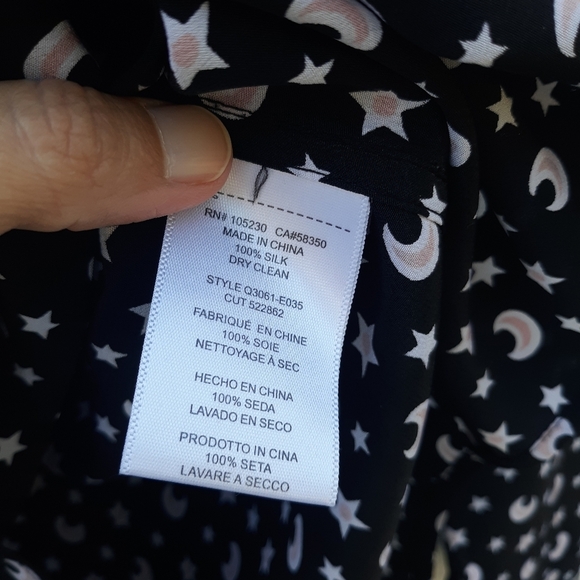 RN# 105230 CA#58350
MADE IN CHINA
100% SILK
DRY CLEAN
STYLE Q3061-E035
CUT 522862
FABRIQUÉ EN CHINE
100% SOIE
NETTOYAGE À SEC
HECHO EN CHINA
100% SEDA
LAVADO EN SECO
PRODOTTO IN CINA
100% SETA
LAVARE A SECCO